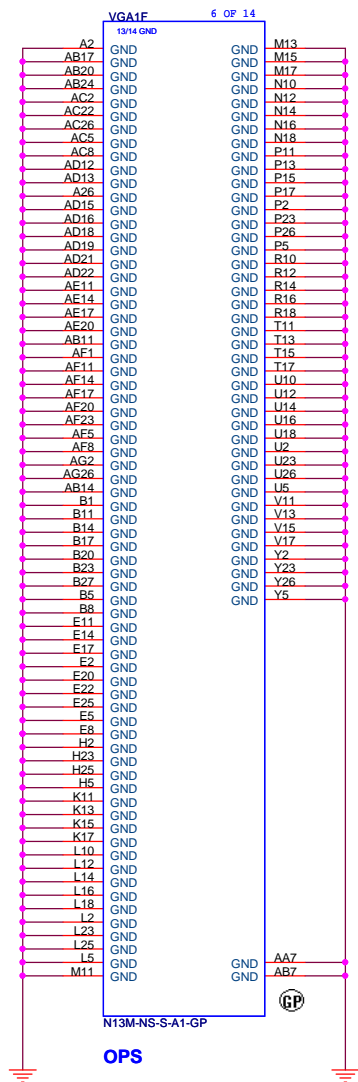 VGA1F 6 OF 14
13/14 GND
A2 GND GND M13
AB17 GND GND M15
AB20 GND GND M17
AB24 GND GND N10
AC2 GND GND N12
AC22 GND GND N14
AC26 GND GND N16
AC5 GND GND N18
AC8 GND GND P11
AD12 GND GND P13
AD13 GND GND P15
A26 GND GND P17
AD15 GND GND P2
AD16 GND GND P23
AD18 GND GND P26
AD19 GND GND P5
AD21 GND GND R10
AD22 GND GND R12
AE11 GND GND R14
AE14 GND GND R16
AE17 GND GND R18
AE20 GND GND T11
AB11 GND GND T13
AF1 GND GND T15
AF11 GND GND T17
AF14 GND GND U10
AF17 GND GND U12
AF20 GND GND U14
AF23 GND GND U16
AF5 GND GND U18
AF8 GND GND U2
AG2 GND GND U23
AG26 GND GND U26
AB14 GND GND U5
B1 GND GND V11
B11 GND GND V13
B14 GND GND V15
B17 GND GND V17
B20 GND GND Y2
B23 GND GND Y23
B27 GND GND Y26
B5 GND GND Y5
B8 GND
E11 GND
E14 GND
E17 GND
E2 GND
E20 GND
E22 GND
E25 GND
E5 GND
E8 GND
H2 GND
H23 GND
H25 GND
H5 GND
K11 GND
K13 GND
K15 GND
K17 GND
L10 GND
L12 GND
L14 GND
L16 GND
L18 GND
L2 GND
L23 GND
L25 GND
L5 GND GND AA7
M11 GND GND AB7
GP
N13M-NS-S-A1-GP
OPS